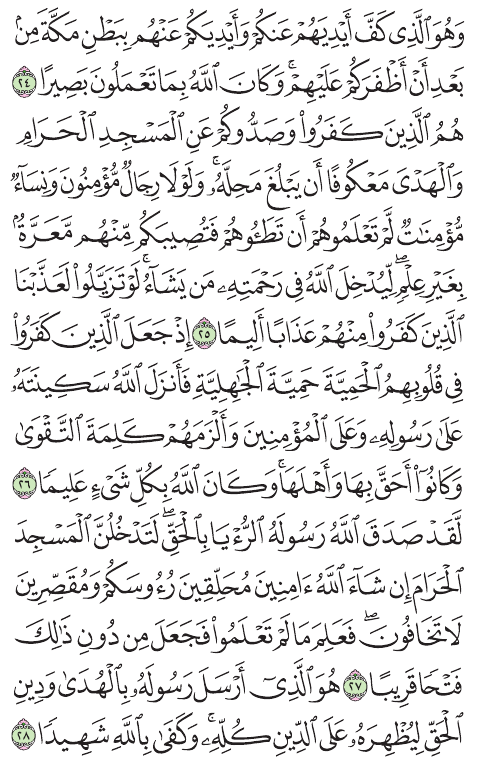 وَهُوَ ٱلَّذِى كَفَّ أَيْدِيَهُمْ عَنكُمْ وَأَيْدِيَكُمْ عَنْهُم بِبَطْنِ مَكَّةَ مِنۢ
بَعْدِ أَنْ أَظْفَرَكُمْ عَلَيْهِمْ ۚ وَكَانَ ٱللَّهُ بِمَا تَعْمَلُونَ بَصِيرًا ٢٤
هُمُ ٱلَّذِينَ كَفَرُوا۟ وَصَدُّوكُمْ عَنِ ٱلْمَسْجِدِ ٱلْحَرَامِ
وَٱلْهَدْىَ مَعْكُوفًا أَن يَبْلُغَ مَحِلَّهُۥ ۚ وَلَوْلَا رِجَالٌ مُّؤْمِنُونَ وَنِسَآءٌ
مُّؤْمِنَٰتٌ لَّمْ تَعْلَمُوهُمْ أَن تَطَـُٔوهُمْ فَتُصِيبَكُم مِّنْهُم مَّعَرَّةٌۢ
بِغَيْرِ عِلْمٍ ۖ لِّيُدْخِلَ ٱللَّهُ فِى رَحْمَتِهِۦ مَن يَشَآءُ ۚ لَوْ تَزَيَّلُوا۟ لَعَذَّبْنَا
ٱلَّذِينَ كَفَرُوا۟ مِنْهُمْ عَذَابًا أَلِيمًا ٢٥ إِذْ جَعَلَ ٱلَّذِينَ كَفَرُوا۟
فِى قُلُوبِهِمُ ٱلْحَمِيَّةَ حَمِيَّةَ ٱلْجَٰهِلِيَّةِ فَأَنزَلَ ٱللَّهُ سَكِينَتَهُۥ
عَلَىٰ رَسُولِهِۦ وَعَلَى ٱلْمُؤْمِنِينَ وَأَلْزَمَهُمْ كَلِمَةَ ٱلتَّقْوَىٰ
وَكَانُوٓا۟ أَحَقَّ بِهَا وَأَهْلَهَا ۚ وَكَانَ ٱللَّهُ بِكُلِّ شَىْءٍ عَلِيمًا ٢٦
لَّقَدْ صَدَقَ ٱللَّهُ رَسُولَهُ ٱلرُّءْيَا بِٱلْحَقِّ ۖ لَتَدْخُلُنَّ ٱلْمَسْجِدَ
ٱلْحَرَامَ إِن شَآءَ ٱللَّهُ ءَامِنِينَ مُحَلِّقِينَ رُءُوسَكُمْ وَمُقَصِّرِينَ
لَا تَخَافُونَ ۖ فَعَلِمَ مَا لَمْ تَعْلَمُوا۟ فَجَعَلَ مِن دُونِ ذَٰلِكَ
فَتْحًا قَرِيبًا ٢٧ هُوَ ٱلَّذِىٓ أَرْسَلَ رَسُولَهُۥ بِٱلْهُدَىٰ وَدِينِ
ٱلْحَقِّ لِيُظْهِرَهُۥ عَلَى ٱلدِّينِ كُلِّهِۦ ۚ وَكَفَىٰ بِٱللَّهِ شَهِيدًا ٢٨